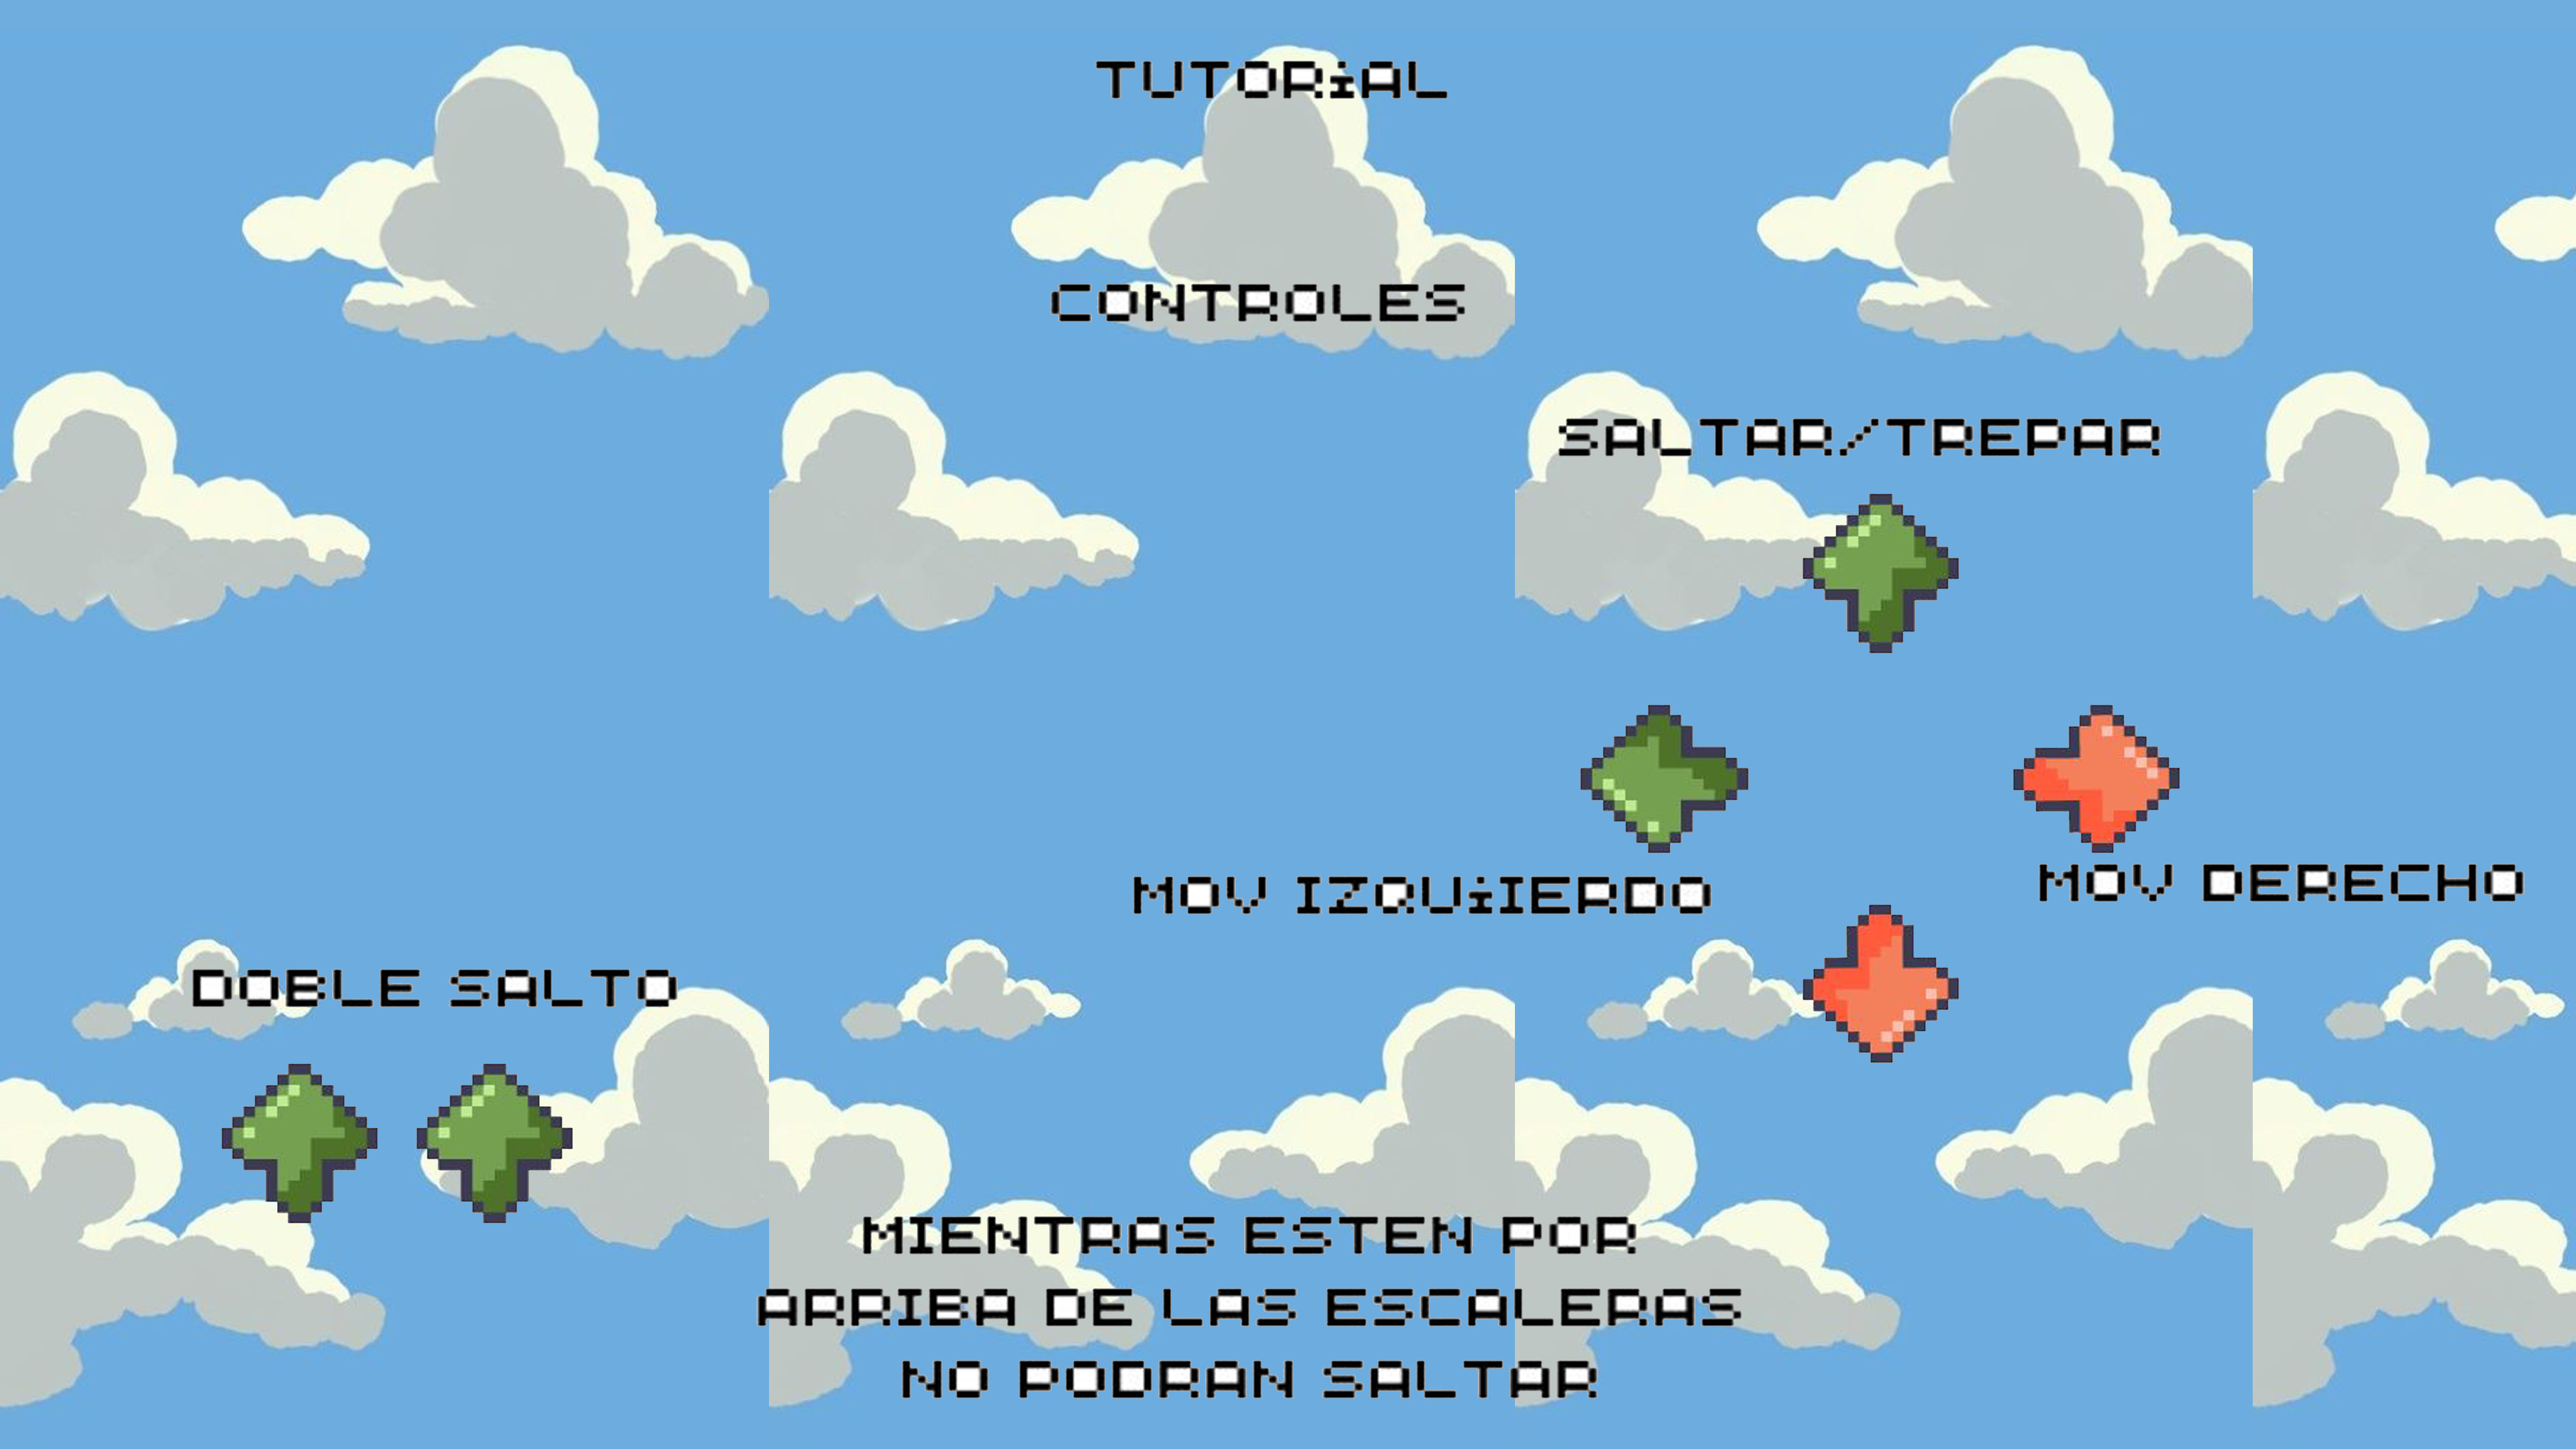 TUTORiAL
CONTROLES
SALTAR/TREPAR
MOV IZQUiIERDO
MOV DERECHO
DOBLE SALTO
MIENTRAS ESTEN POR
ARRIBA DE LAS ESCALERAS
NO PODRAN SALTAR